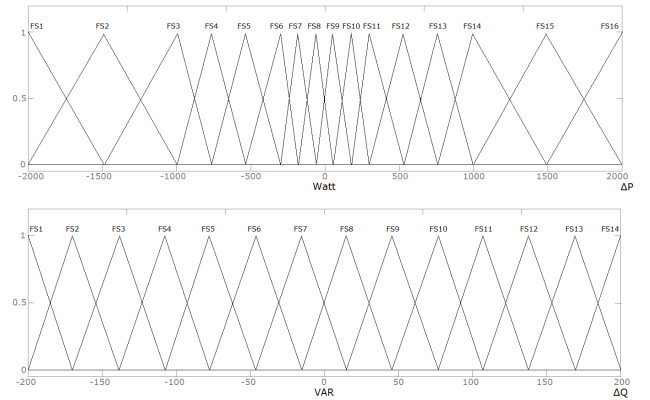 FS1 FS2 FS3 FS4 FS5 FS6 FS7 FS8 FS9 FS10 FS11 FS12 FS13 FS14 FS15 FS16
1
0.5
0
-2000 -1500 -1000 -500 0 500 1000 1500 2000
Watt ΔP
FS1 FS2 FS3 FS4 FS5 FS6 FS7 FS8 FS9 FS10 FS11 FS12 FS13 FS14
1
0.5
0
-200 -150 -100 -50 0 50 100 150 200
VAR ΔQ